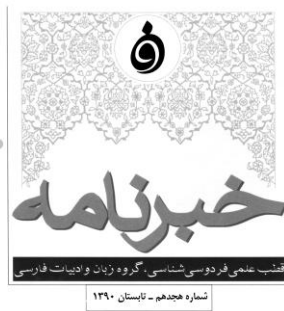 خبرنامه
قطب علمی فردوسی‌شناسی، گروه زبان و ادبیات فارسی
شماره هجدهم ـ تابستان ۱۳۹۰